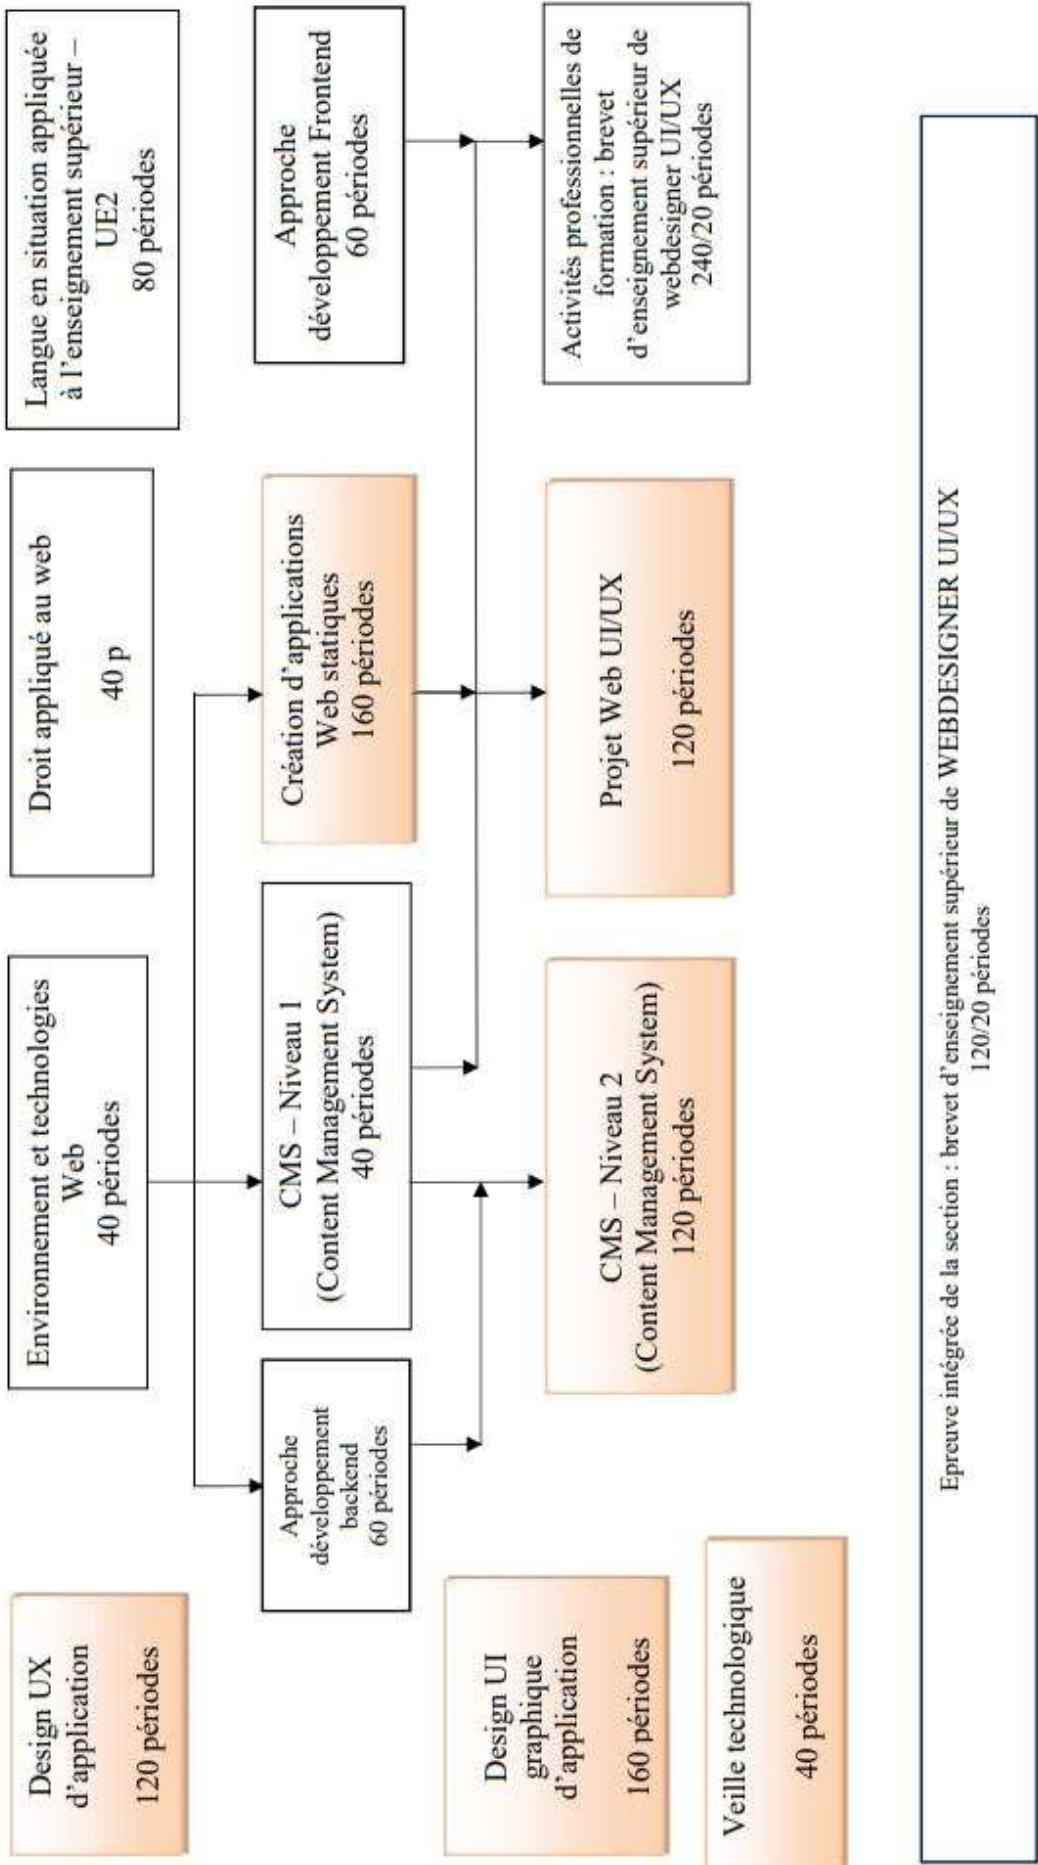 Design UX
d’application
120 périodes
Environnement et technologies
Web
40 périodes
Droit appliqué au web
40 p
Langue en situation appliquée
à l’enseignement supérieur –
UE2
80 périodes
Approche
développement
backend
60 périodes
CMS – Niveau 1
(Content Management System)
40 périodes
Création d’applications
Web statiques
160 périodes
Approche
développement Frontend
60 périodes
Design UI
graphique
d’application
160 périodes
CMS – Niveau 2
(Content Management System)
120 périodes
Projet Web UI/UX
120 périodes
Activités professionnelles de
formation : brevet
d’enseignement supérieur de
webdesigner UI/UX
240/20 périodes
Veille technologique
40 périodes
Epreuve intégrée de la section : brevet d’enseignement supérieur de WEBDESIGNER UI/UX
120/20 périodes